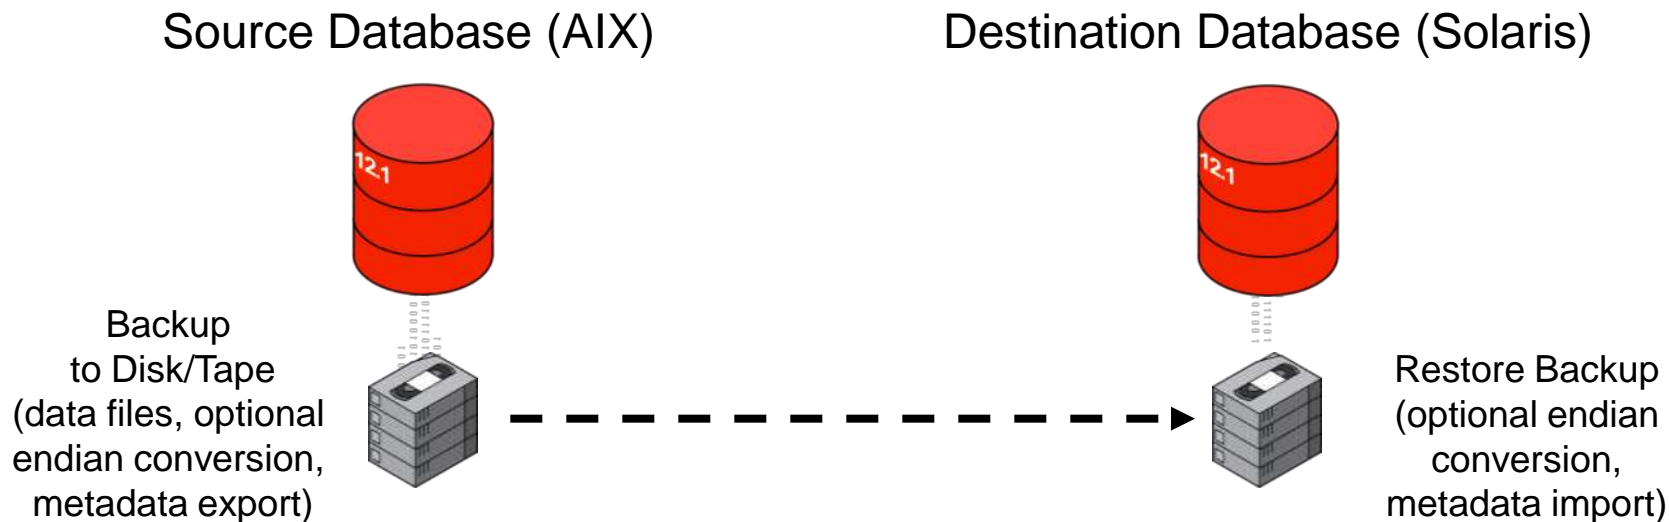 Source Database (AIX)
Destination Database (Solaris)
12.1
12.1
Backup
to Disk/Tape
(data files, optional
endian conversion,
metadata export)
Restore Backup
(optional endian
conversion,
metadata import)